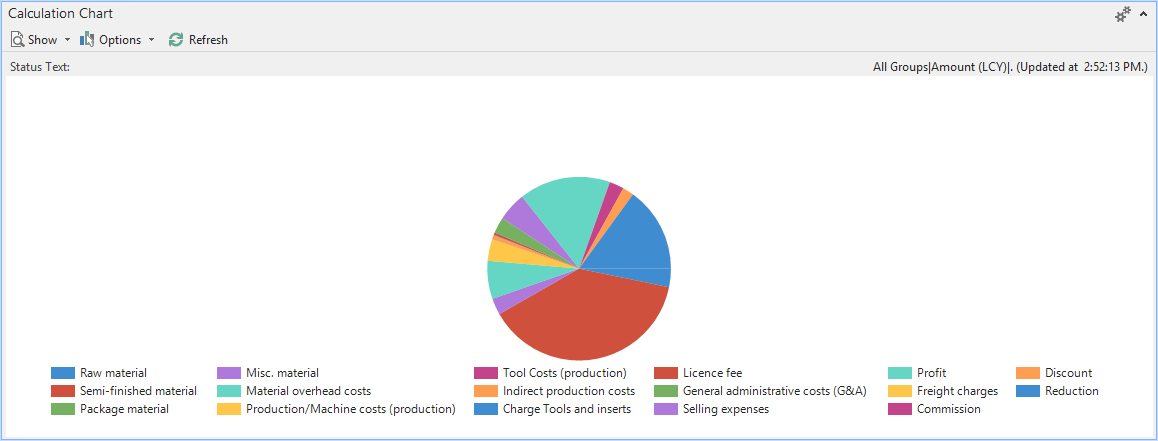 Calculation Chart
Show Options Refresh
Status Text: All Groups|Amount (LCY)|. (Updated at 2:52:13 PM.)
Raw material Misc. material Tool Costs (production) Licence fee Profit Discount
Semi-finished material Material overhead costs Indirect production costs General administrative costs (G&A) Freight charges Reduction
Package material Production/Machine costs (production) Charge Tools and inserts Selling expenses Commission